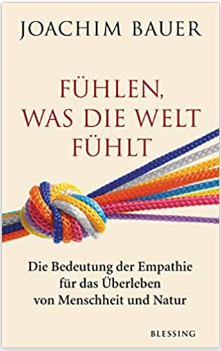 JOACHIM BAUER
FÜHLEN,
WAS DIE WELT
FÜHLT
Die Bedeutung der Empathie
für das Überleben
von Menschheit und Natur
BLESSING